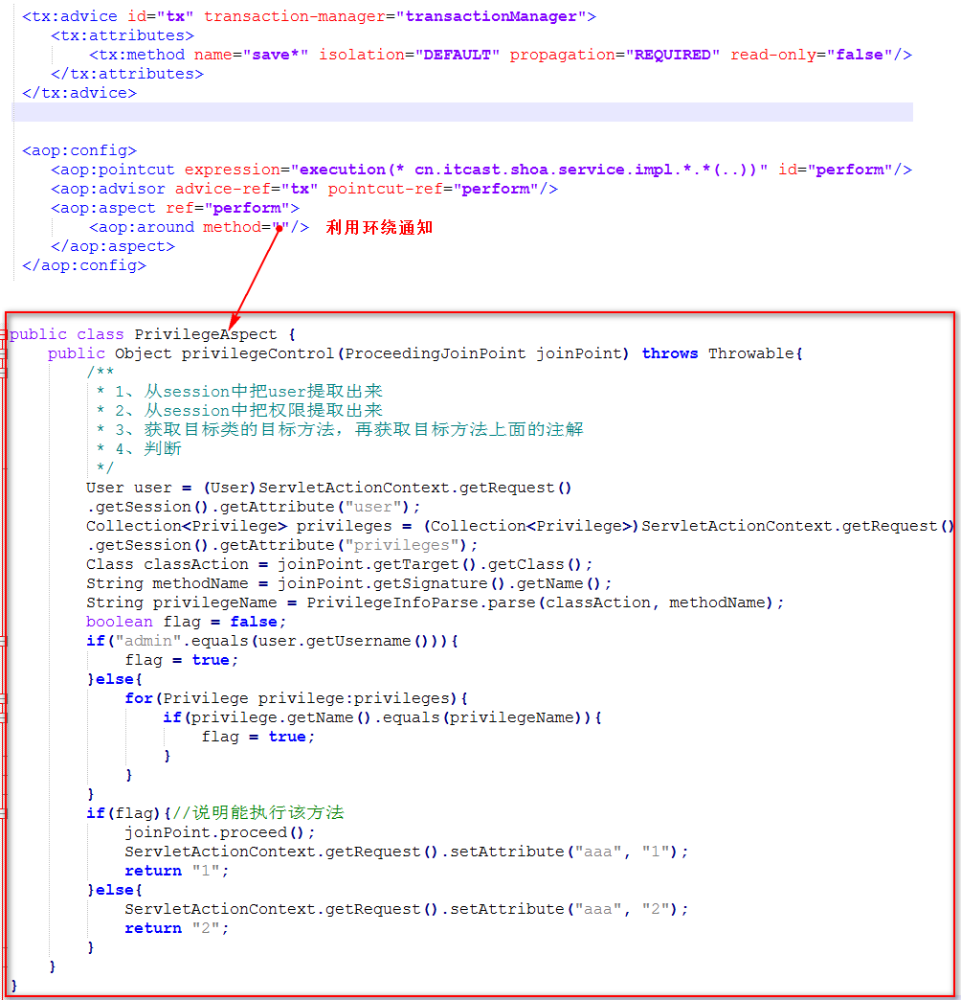 <tx:advice id="tx" transaction-manager="transactionManager">
<tx:attributes>
<tx:method name="save*" isolation="DEFAULT" propagation="REQUIRED" read-only="false"/>
</tx:attributes>
</tx:advice>
<aop:config>
<aop:pointcut expression="execution(* cn.itcast.shoa.service.impl.*.*(..))" id="perform"/>
<aop:advisor advice-ref="tx" pointcut-ref="perform"/>
<aop:aspect ref="perform">
<aop:around method=""/> 利用环绕通知
</aop:aspect>
</aop:config>
public class PrivilegeAspect {
public Object privilegeControl(ProceedingJoinPoint joinPoint) throws Throwable{
/**
* 1、从session中把user提取出来
* 2、从session中把权限提取出来
* 3、获取目标类的目标方法，再获取目标方法上面的注解
* 4、判断
*/
User user = (User)ServletActionContext.getRequest()
.getSession().getAttribute("user");
Collection<Privilege> privileges = (Collection<Privilege>)ServletActionContext.getRequest()
.getSession().getAttribute("privileges");
Class classAction = joinPoint.getTarget().getClass();
String methodName = joinPoint.getSignature().getName();
String privilegeName = PrivilegeInfoParse.parse(classAction, methodName);
boolean flag = false;
if("admin".equals(user.getUsername())){
flag = true;
}else{
for(Privilege privilege:privileges){
if(privilege.getName().equals(privilegeName)){
flag = true;
}
}
}
if(flag){//说明能执行该方法
joinPoint.proceed();
ServletActionContext.getRequest().setAttribute("aaa", "1");
return "1";
}else{
ServletActionContext.getRequest().setAttribute("aaa", "2");
return "2";
}
}
}